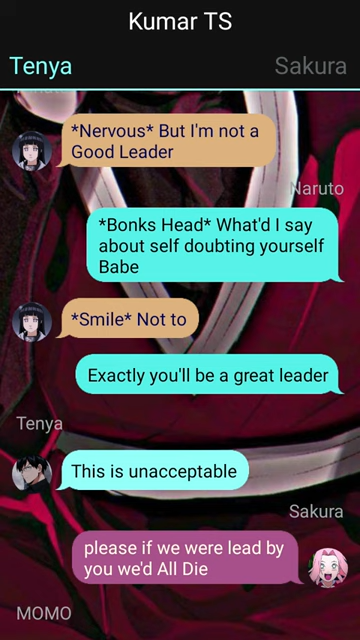 Kumar TS
Tenya
Sakura
*Nervous* But I'm not a
Good Leader
Naruto
*Bonks Head* What'd I say
about self doubting yourself
Babe
*Smile* Not to
Exactly you'll be a great leader
Tenya
This is unacceptable
Sakura
please if we were lead by
you we'd All Die
MOMO